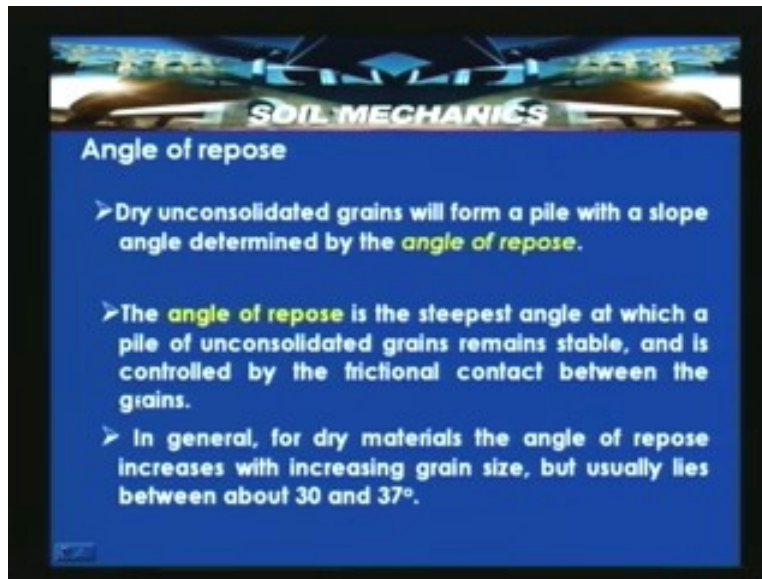 SOIL MECHANICS
Angle of repose
➢Dry unconsolidated grains will form a pile with a slope
angle determined by the angle of repose.
➢The angle of repose is the steepest angle at which a
pile of unconsolidated grains remains stable, and is
controlled by the frictional contact between the
grains.
➢ In general, for dry materials the angle of repose
increases with increasing grain size, but usually lies
between about 30 and 37°.